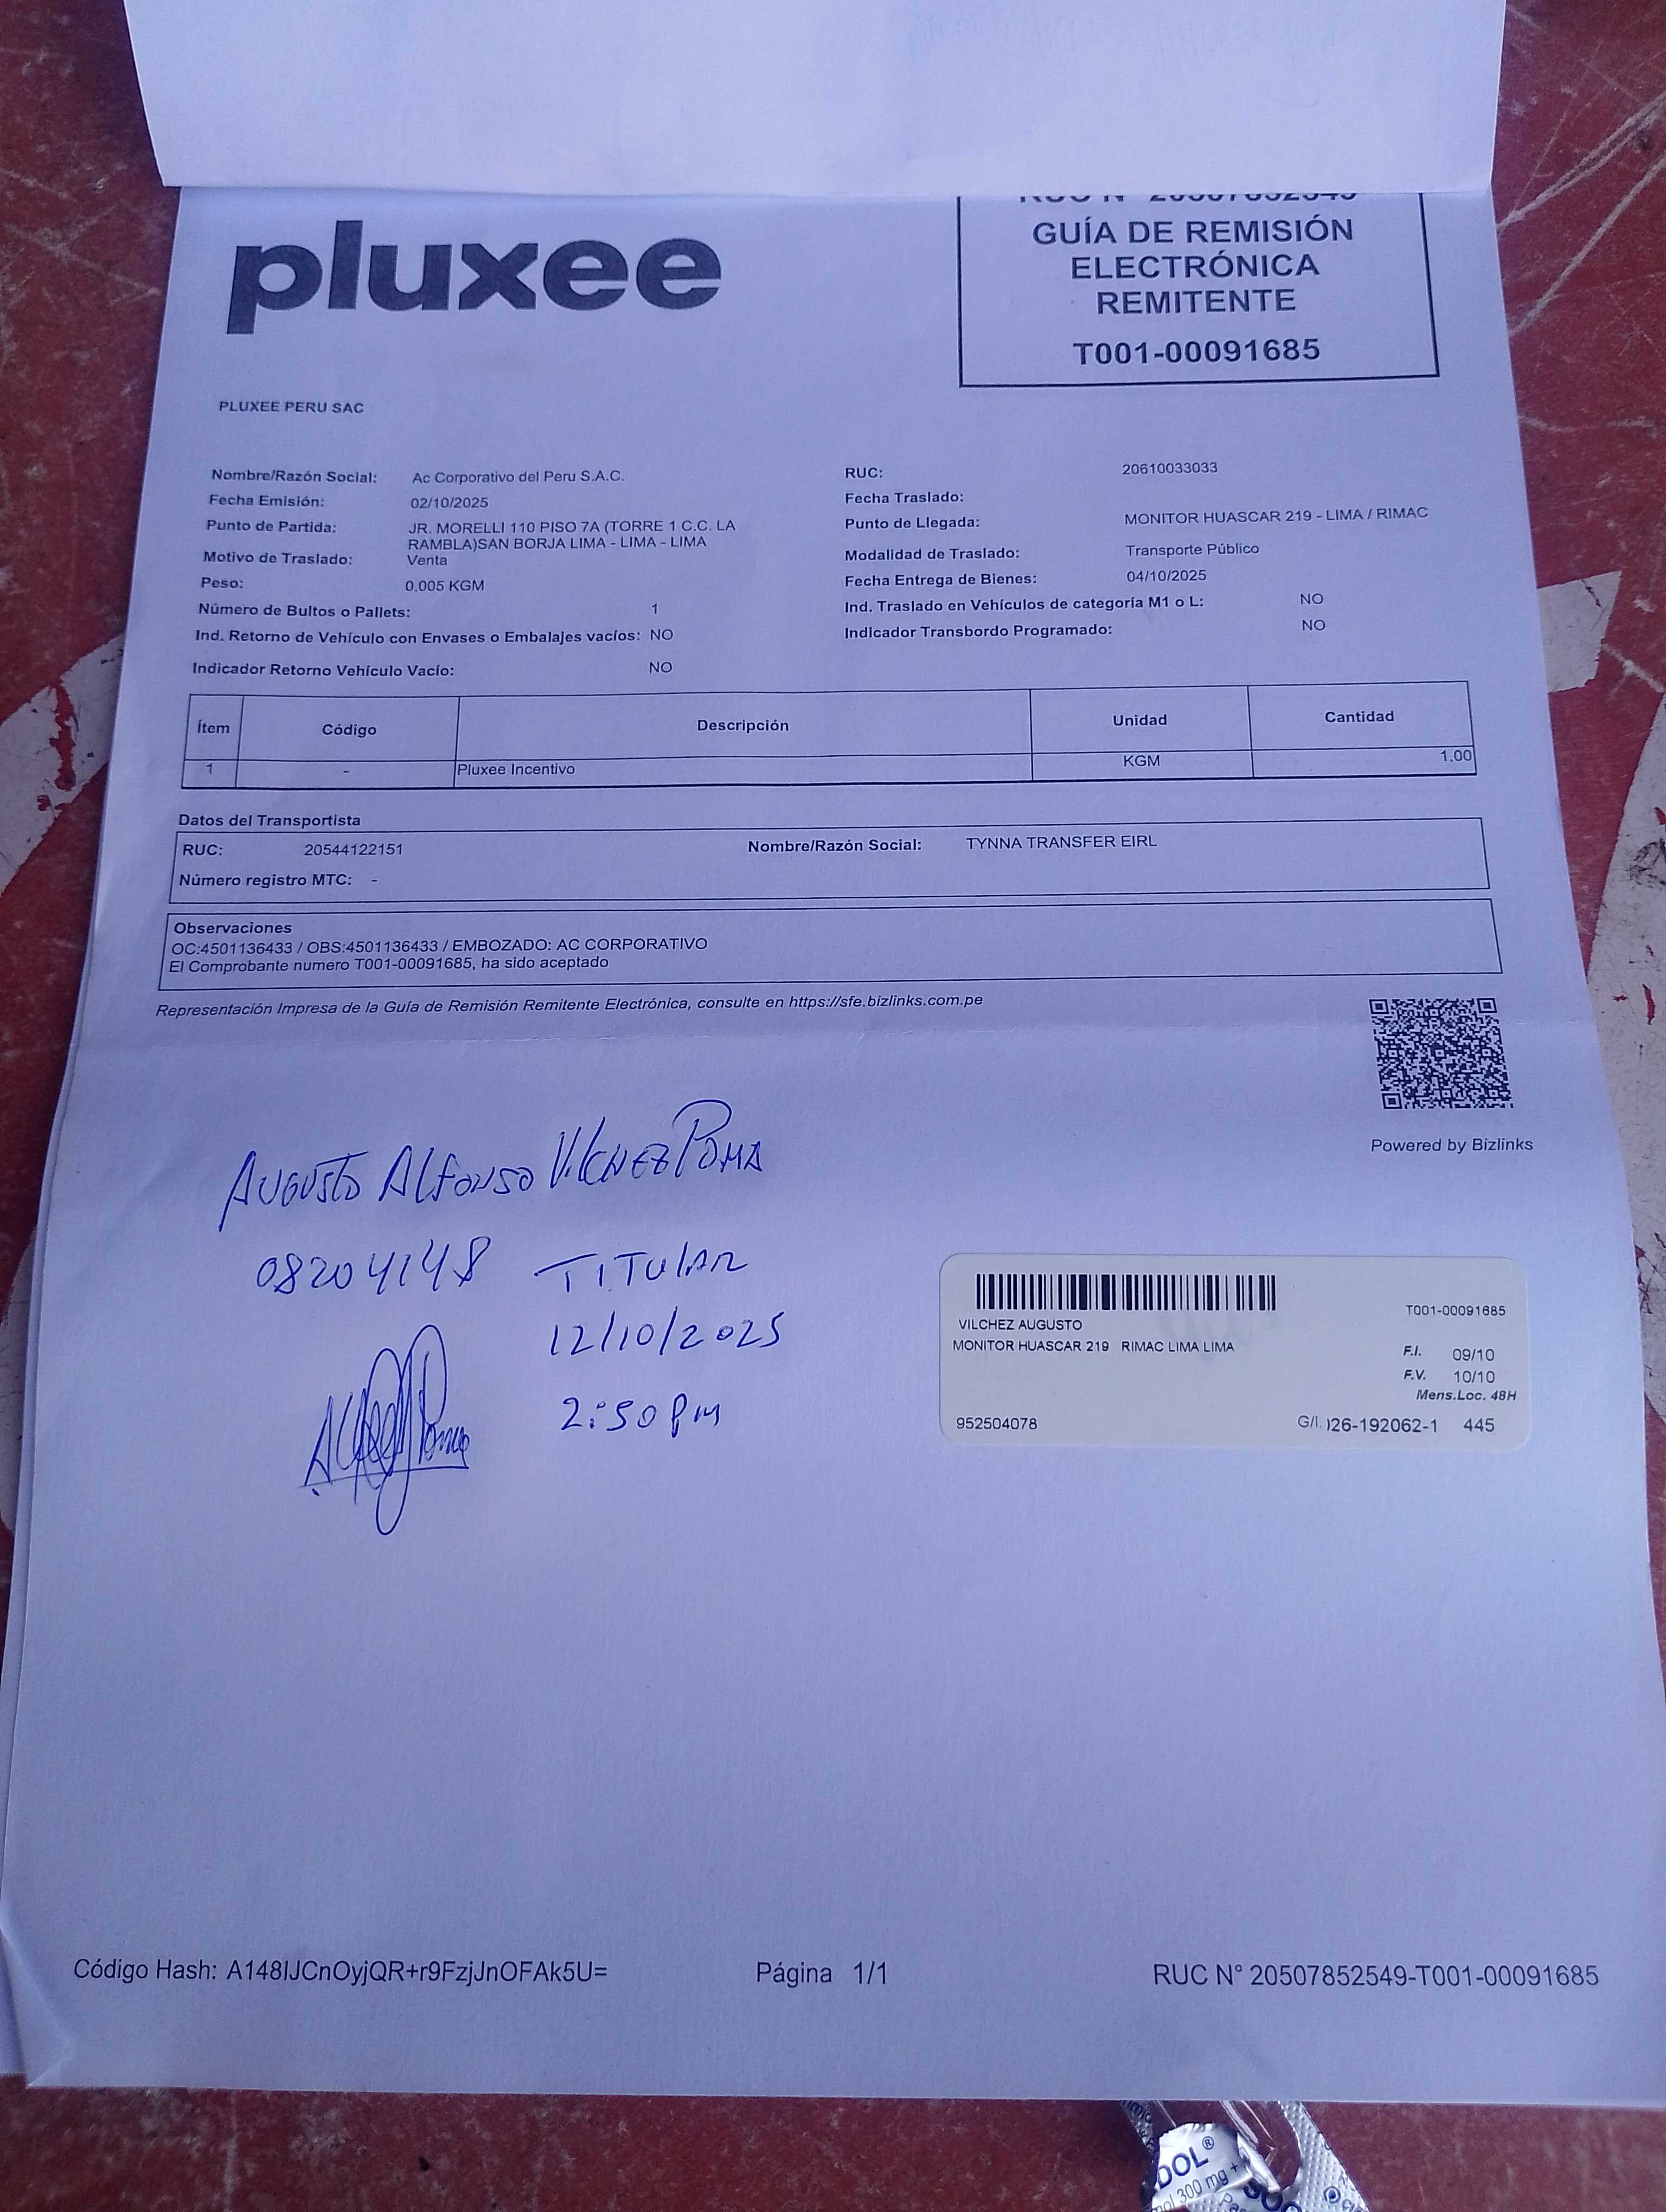 GUÍA DE REMISIÓN
ELECTRÓNICA
REMITENTE
T001-00091685
pluxee
PLUXEE PERU SAC
Nombre/Razón Social: Ac Corporativo del Peru S.A.C.
Fecha Emisión: 02/10/2025
Punto de Partida: JR. MORELLI 110 PISO 7A (TORRE 1 C.C. LA
RAMBLA)SAN BORJA LIMA - LIMA - LIMA
Motivo de Traslado: Venta
Peso: 0.005 KGM
Número de Bultos o Pallets: 1
Ind. Retorno de Vehículo con Envases o Embalajes vacíos: NO
Indicador Retorno Vehículo Vacío: NO
RUC: 20610033033
Fecha Traslado:
Punto de Llegada: MONITOR HUASCAR 219 - LIMA / RIMAC
Modalidad de Traslado: Transporte Público
Fecha Entrega de Bienes: 04/10/2025
Ind. Traslado en Vehículos de categoría M1 o L: NO
Indicador Transbordo Programado: NO
Ítem Código Descripción Unidad Cantidad
1 - Pluxee Incentivo KGM 1.00
Datos del Transportista
RUC: 20544122151 Nombre/Razón Social: TYNNA TRANSFER EIRL
Número registro MTC: -
Observaciones
OC:4501136433 / OBS:4501136433 / EMBOZADO: AC CORPORATIVO
El Comprobante numero T001-00091685, ha sido aceptado
Representación Impresa de la Guía de Remisión Remitente Electrónica, consulte en https://sfe.bizlinks.com.pe
Powered by Bizlinks
Augusto Alfonso Vilchez Poma
08204148 TITULAR
12/10/2025
2:50 pm
T001-00091685
VILCHEZ AUGUSTO
MONITOR HUASCAR 219 RIMAC LIMA LIMA
F.I. 09/10
F.V. 10/10
Mens.Loc. 48H
952504078 G/I. 26-192062-1 445
Código Hash: A148IJCnOyjQR+r9FzjJnOFAk5U= Página 1/1 RUC N° 20507852549-T001-00091685
DOL®
300 mg +